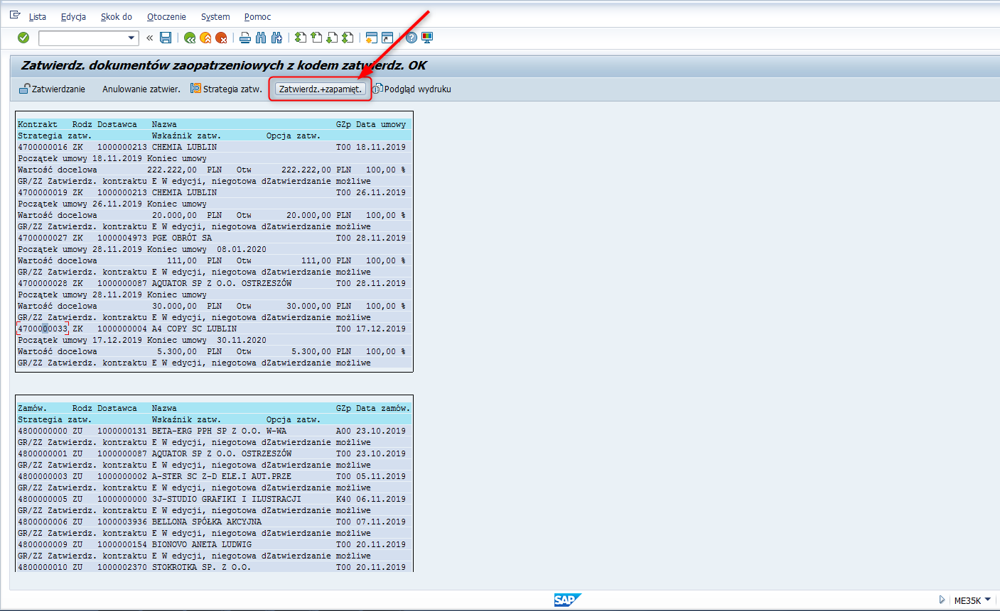 Lista Edycja Skok do Otoczenie System Pomoc
Zatwierdz. dokumentów zaopatrzeniowych z kodem zatwierdz. OK
Zatwierdzanie Anulowanie zatwier. Strategia zatw. Zatwierdz.+zapamięt. Podgląd wydruku
Kontrakt Rodz Dostawca Nazwa GZp Data umowy
Strategia zatw. Wskaźnik zatw. Opcja zatw.
4700000016 ZK 1000000213 CHEMIA LUBLIN T00 18.11.2019
Początek umowy 18.11.2019 Koniec umowy
Wartość docelowa 222.222,00 PLN Otw 222.222,00 PLN 100,00 %
GR/ZZ Zatwierdz. kontraktu E W edycji, niegotowa dZatwierdzanie możliwe
4700000019 ZK 1000000213 CHEMIA LUBLIN T00 26.11.2019
Początek umowy 26.11.2019 Koniec umowy
Wartość docelowa 20.000,00 PLN Otw 20.000,00 PLN 100,00 %
GR/ZZ Zatwierdz. kontraktu E W edycji, niegotowa dZatwierdzanie możliwe
4700000027 ZK 1000004973 PGE OBRÓT SA T00 28.11.2019
Początek umowy 28.11.2019 Koniec umowy 08.01.2020
Wartość docelowa 111,00 PLN Otw 111,00 PLN 100,00 %
GR/ZZ Zatwierdz. kontraktu E W edycji, niegotowa dZatwierdzanie możliwe
4700000028 ZK 1000000087 AQUATOR SP Z O.O. OSTRZESZÓW T00 28.11.2019
Początek umowy 28.11.2019 Koniec umowy
Wartość docelowa 30.000,00 PLN Otw 30.000,00 PLN 100,00 %
GR/ZZ Zatwierdz. kontraktu E W edycji, niegotowa dZatwierdzanie możliwe
4700000033 ZK 1000000004 A4 COPY SC LUBLIN T00 17.12.2019
Początek umowy 17.12.2019 Koniec umowy 30.11.2020
Wartość docelowa 5.300,00 PLN Otw 5.300,00 PLN 100,00 %
GR/ZZ Zatwierdz. kontraktu E W edycji, niegotowa dZatwierdzanie możliwe
Zamów. Rodz Dostawca Nazwa GZp Data zamów.
Strategia zatw. Wskaźnik zatw. Opcja zatw.
4800000000 ZU 1000000131 BETA-ERG PPH SP Z O.O. W-WA A00 23.10.2019
GR/ZZ Zatwierdz. kontraktu E W edycji, niegotowa dZatwierdzanie możliwe
4800000001 ZU 1000000087 AQUATOR SP Z O.O. OSTRZESZÓW T00 23.10.2019
GR/ZZ Zatwierdz. kontraktu E W edycji, niegotowa dZatwierdzanie możliwe
4800000003 ZU 1000000002 A-STER SC Z-D ELE.I AUT.PRZE T00 05.11.2019
GR/ZZ Zatwierdz. kontraktu E W edycji, niegotowa dZatwierdzanie możliwe
4800000005 ZU 1000000000 3J-STUDIO GRAFIKI I ILUSTRACJI K40 06.11.2019
GR/ZZ Zatwierdz. kontraktu E W edycji, niegotowa dZatwierdzanie możliwe
4800000006 ZU 1000003936 BELLONA SPÓŁKA AKCYJNA T00 07.11.2019
GR/ZZ Zatwierdz. kontraktu E W edycji, niegotowa dZatwierdzanie możliwe
4800000009 ZU 1000000154 BIONOVO ANETA LUDWIG T00 20.11.2019
GR/ZZ Zatwierdz. kontraktu E W edycji, niegotowa dZatwierdzanie możliwe
4800000010 ZU 1000002370 STOKROTKA SP. Z O.O. T00 20.11.2019
SAP
ME35K